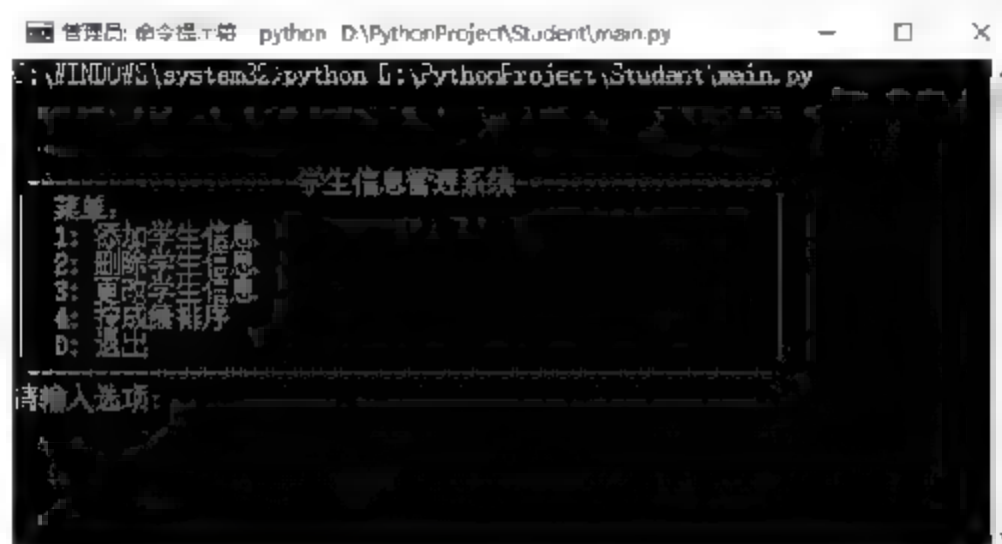 管理员: 命令提示符 python D:\PythonProject\Student\main.py
C:\WINDOWS\system32>python D:\PythonProject\Student\main.py
学生信息管理系统
菜单:
1: 添加学生信息
2: 删除学生信息
3: 更改学生信息
4: 按成绩排序
0: 退出
请输入选项: